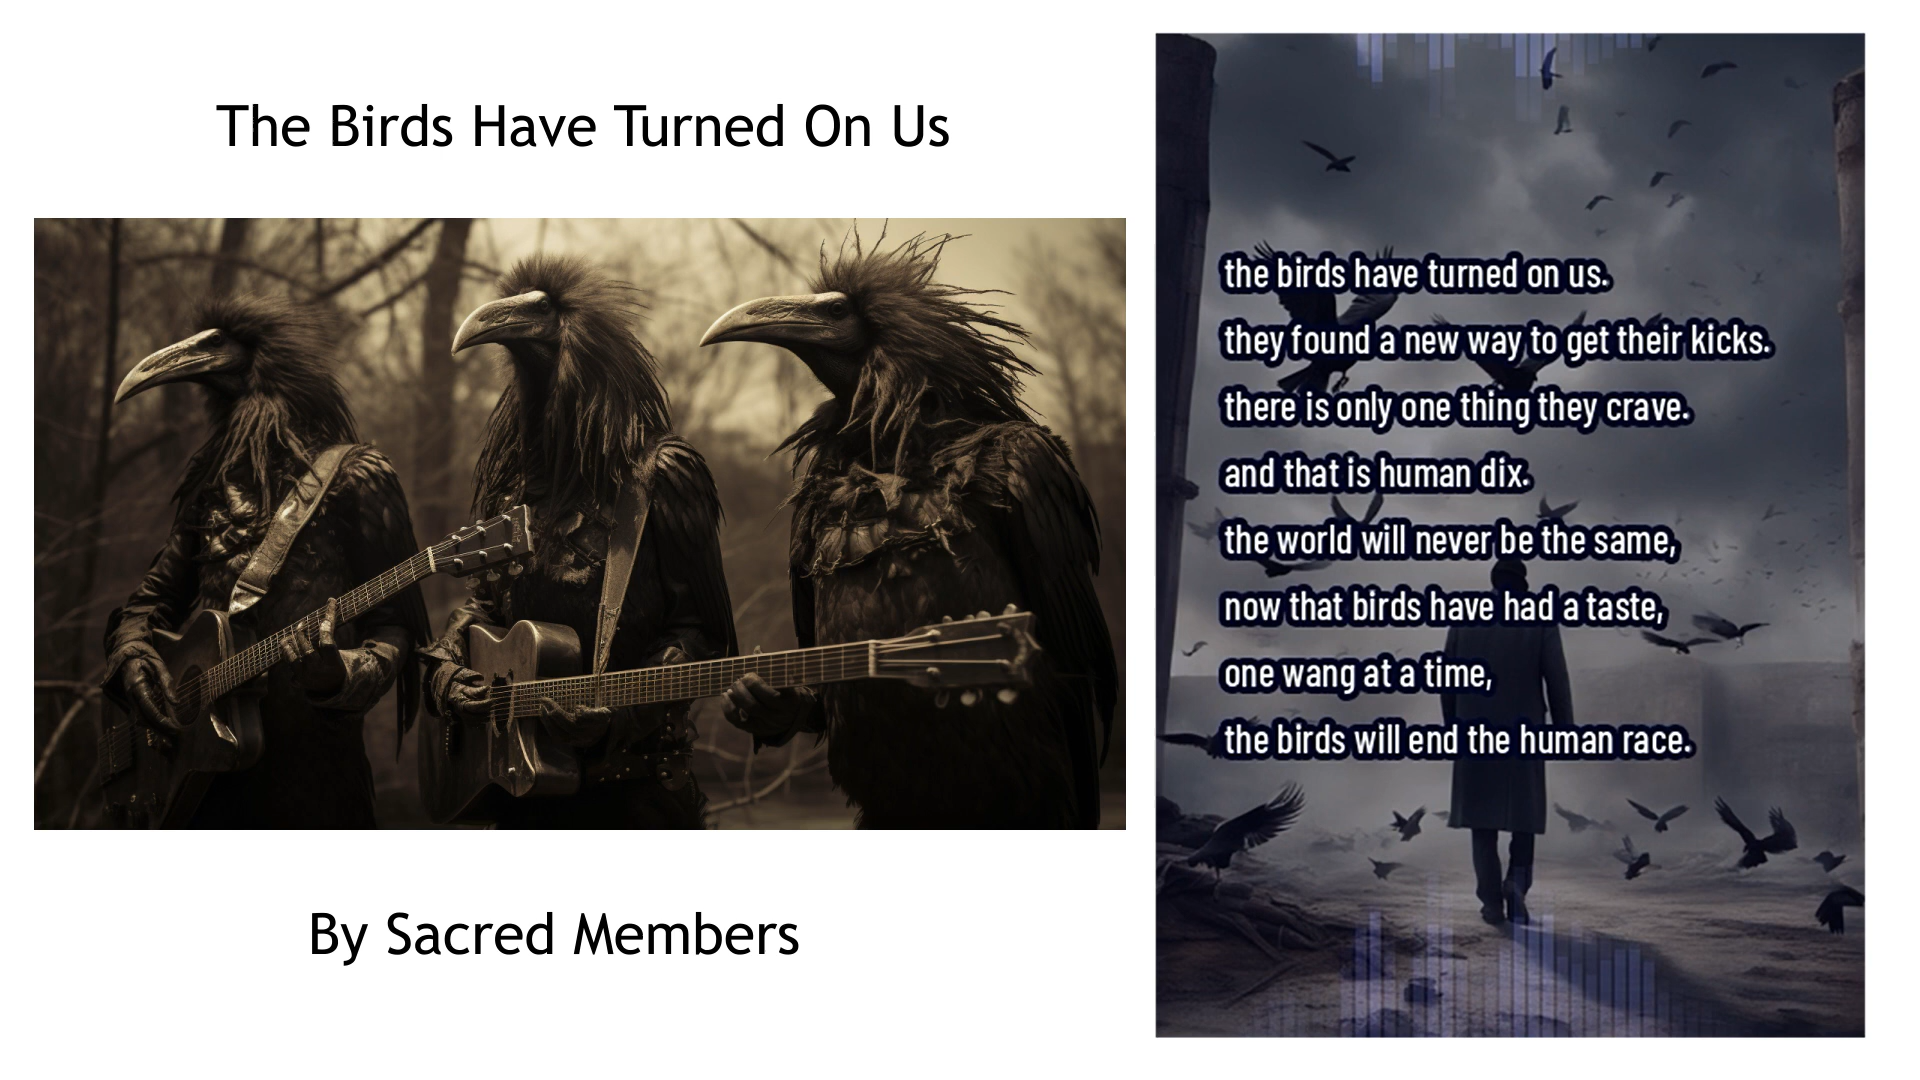 The Birds Have Turned On Us
By Sacred Members
the birds have turned on us.
they found a new way to get their kicks.
there is only one thing they crave.
and that is human dix.
the world will never be the same,
now that birds have had a taste,
one wang at a time,
the birds will end the human race.